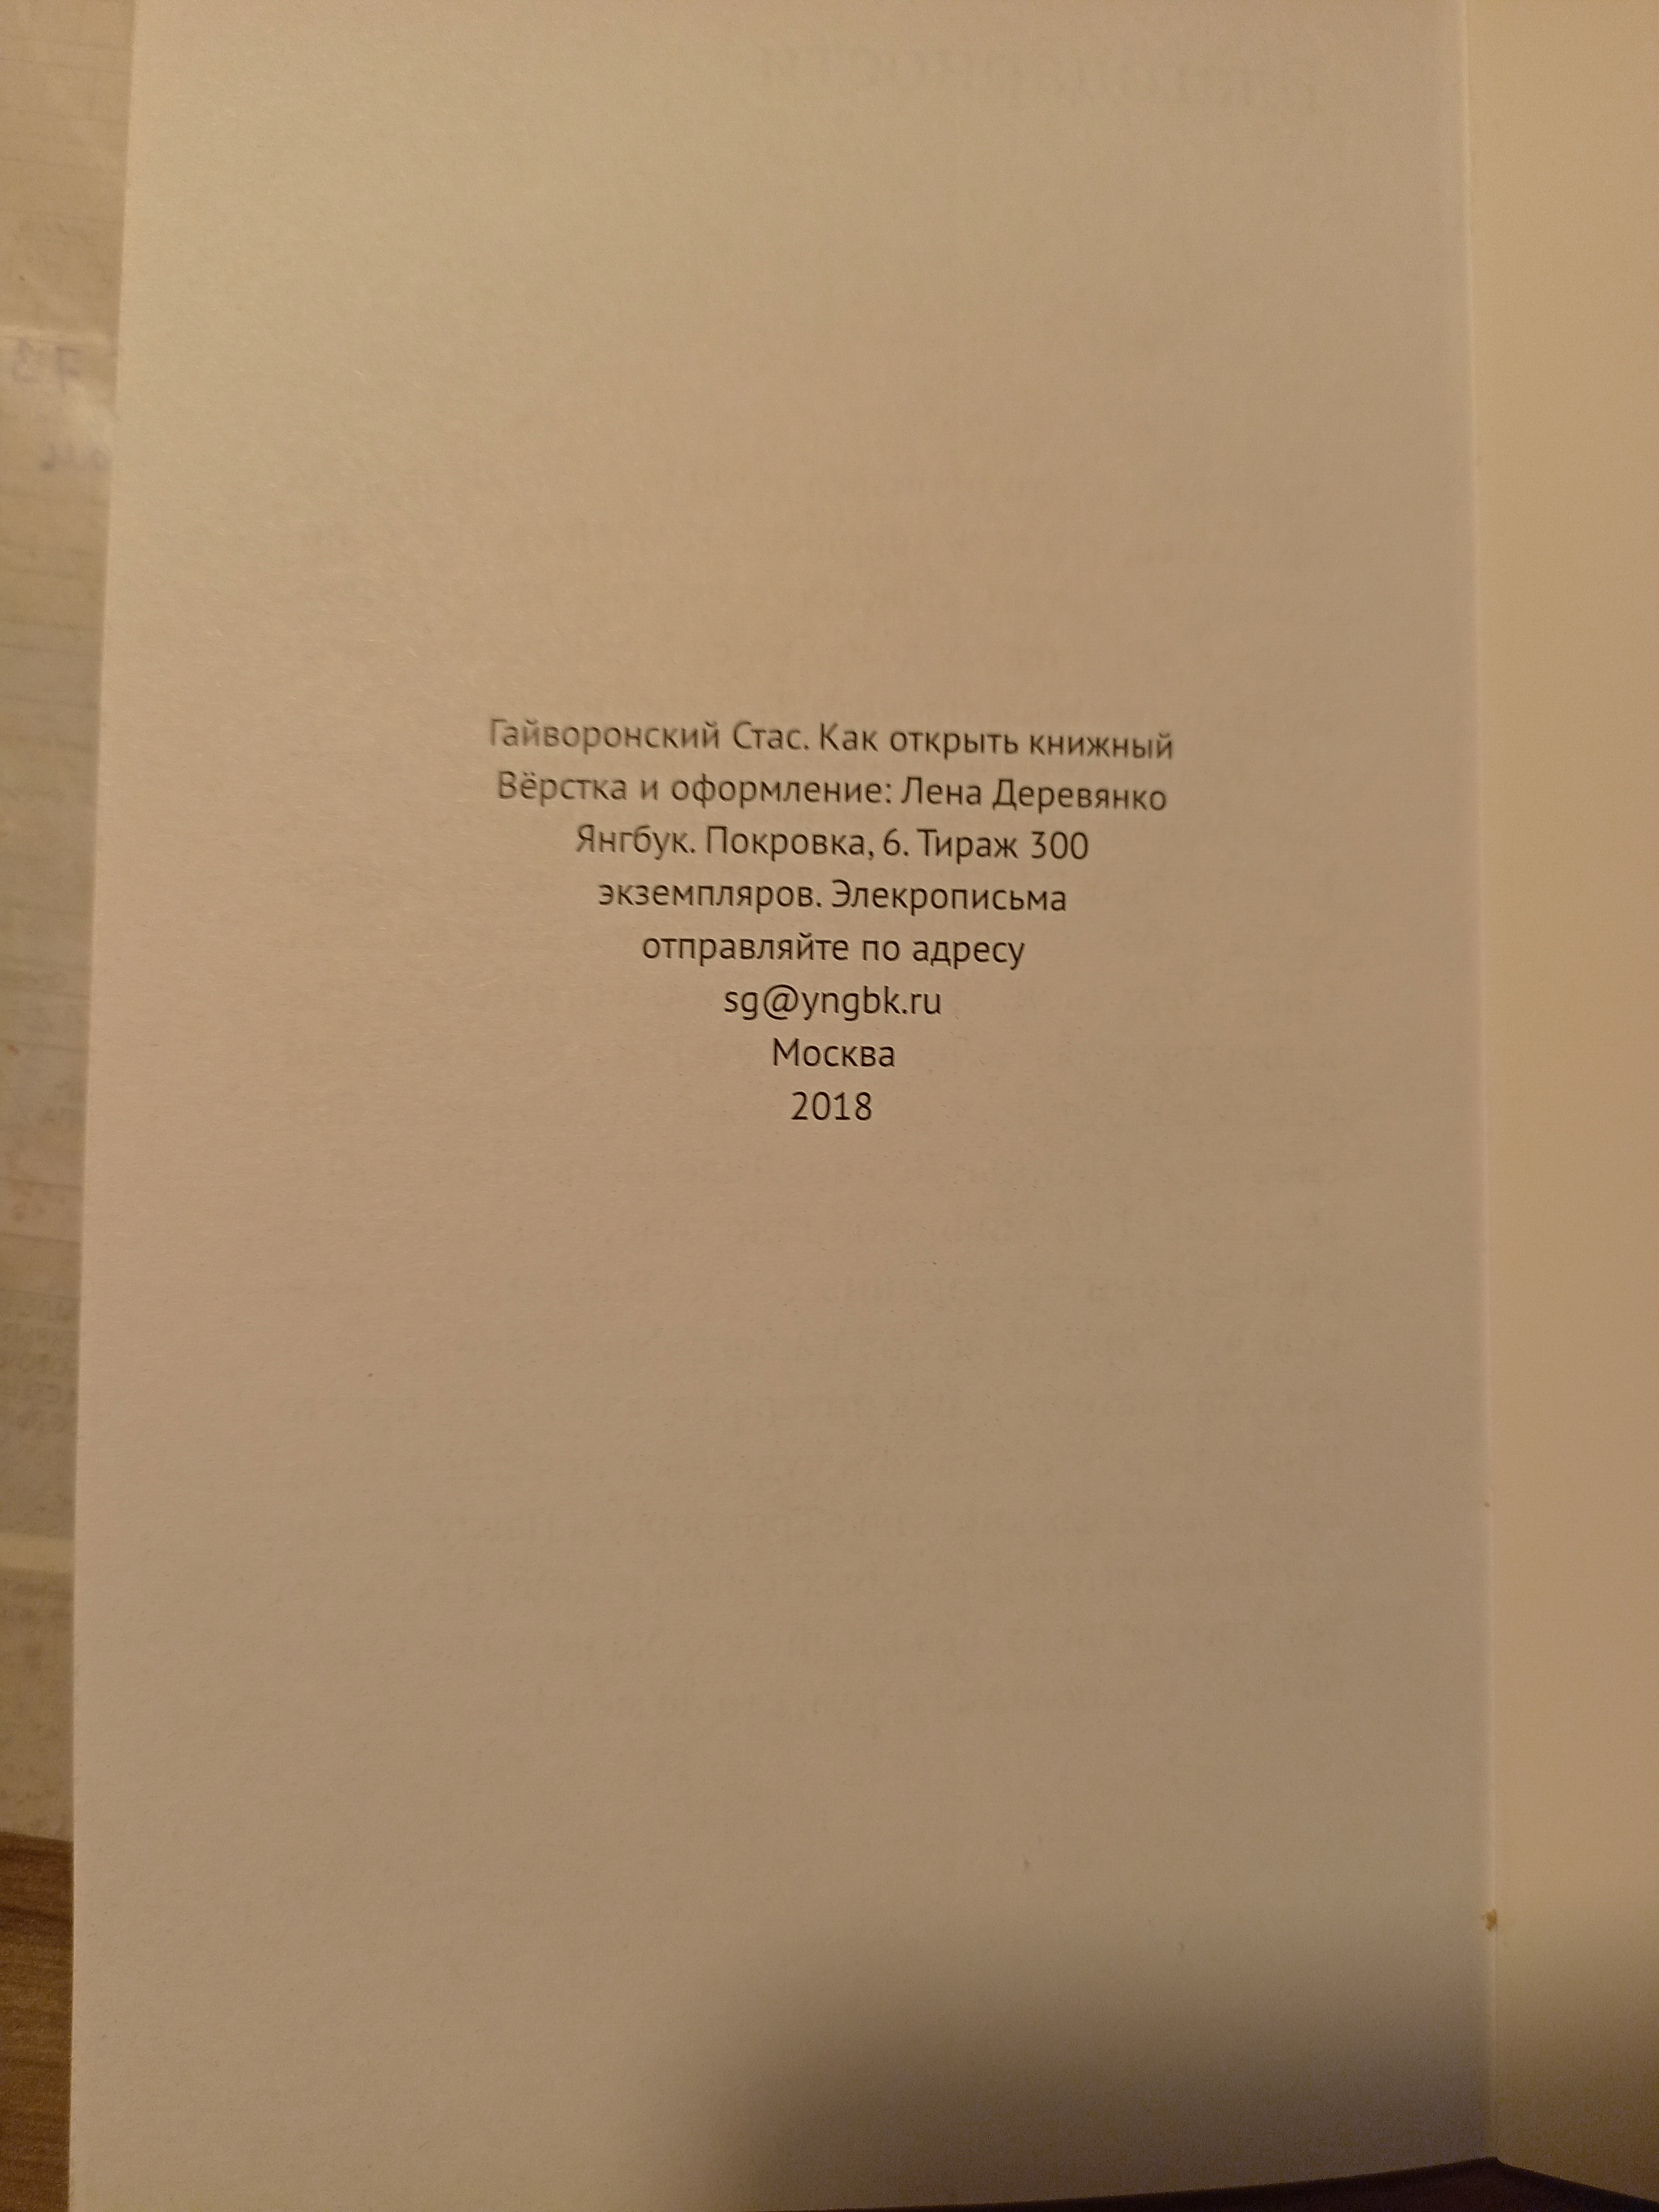 Гайворонский Стас. Как открыть книжный
Вёрстка и оформление: Лена Деревянко
Янгбук. Покровка, 6. Тираж 300
экземпляров. Элекрописьма
отправляйте по адресу
sg@yngbk.ru
Москва
2018